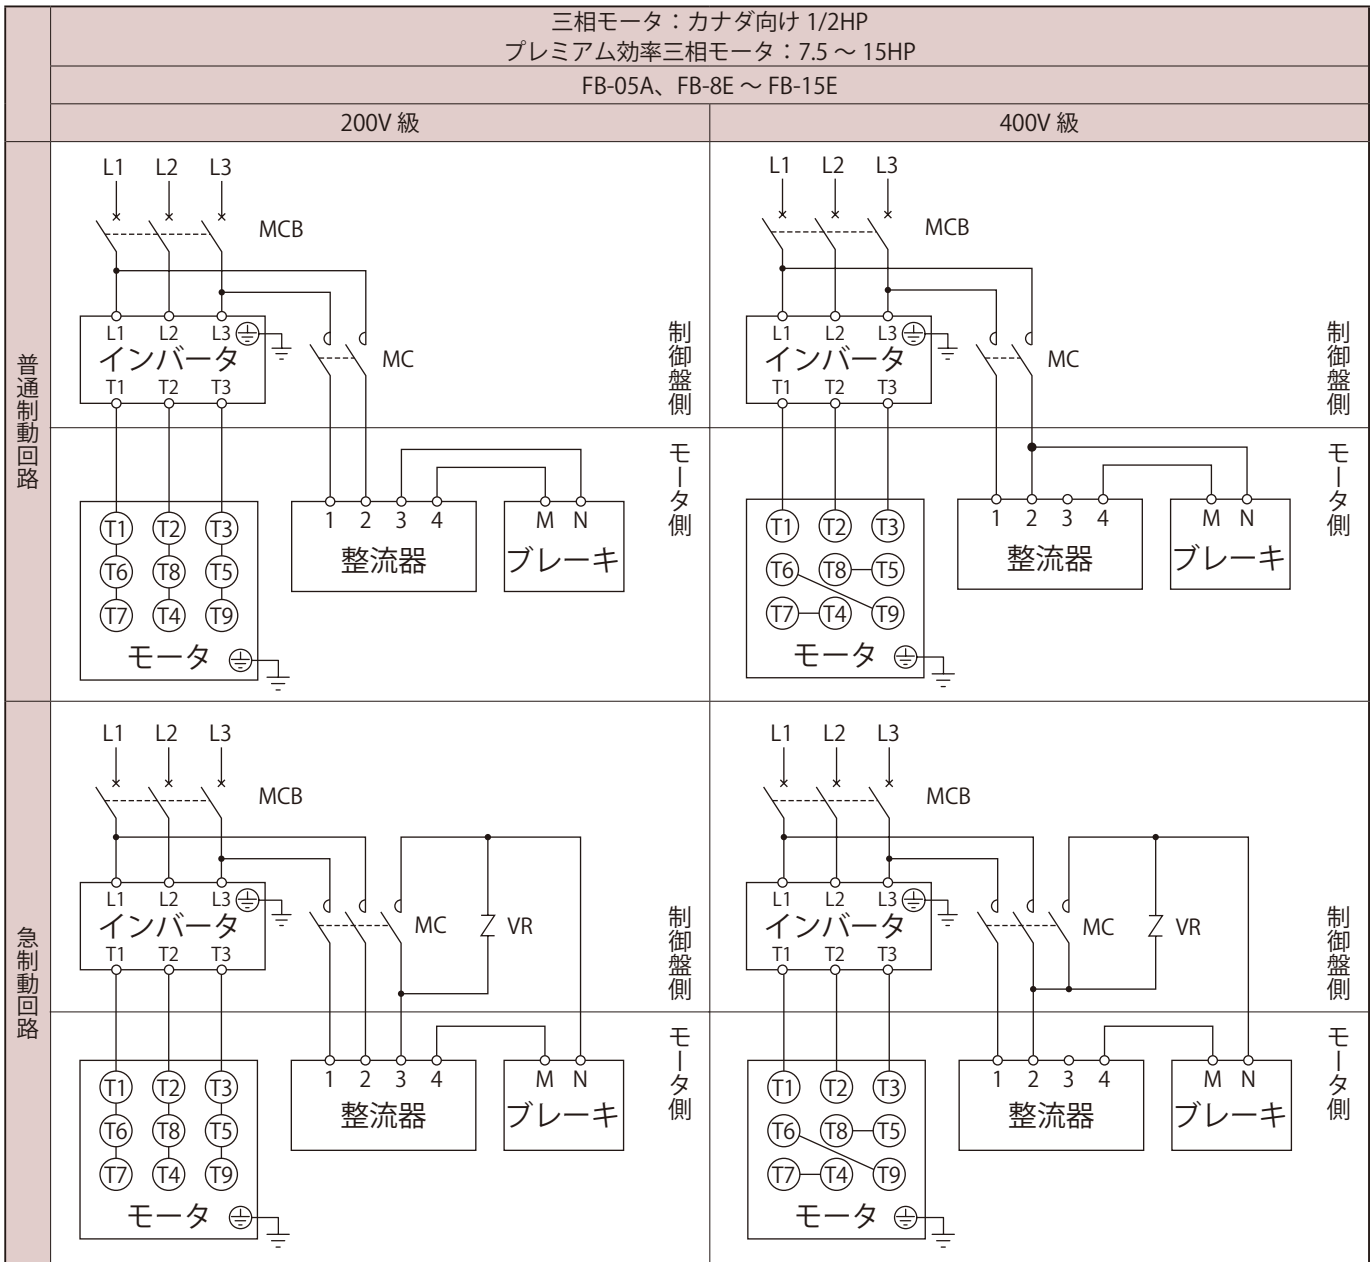 三相モータ：カナダ向け 1/2HP
プレミアム効率三相モータ：7.5 ～ 15HP
FB-05A、FB-8E ～ FB-15E
200V 級
400V 級
普通制動回路
L1 L2 L3
MCB
L1 L2 L3
インバータ
T1 T2 T3
MC
制御盤側
モータ側
1 2 3 4
整流器
M N
ブレーキ
T1 T2 T3
T6 T8 T5
T7 T4 T9
モータ
L1 L2 L3
MCB
L1 L2 L3
インバータ
T1 T2 T3
MC
制御盤側
モータ側
1 2 3 4
整流器
M N
ブレーキ
T1 T2 T3
T6 T8 T5
T7 T4 T9
モータ
急制動回路
L1 L2 L3
MCB
L1 L2 L3
インバータ
T1 T2 T3
MC
VR
制御盤側
モータ側
1 2 3 4
整流器
M N
ブレーキ
T1 T2 T3
T6 T8 T5
T7 T4 T9
モータ
L1 L2 L3
MCB
L1 L2 L3
インバータ
T1 T2 T3
MC
VR
制御盤側
モータ側
1 2 3 4
整流器
M N
ブレーキ
T1 T2 T3
T6 T8 T5
T7 T4 T9
モータ